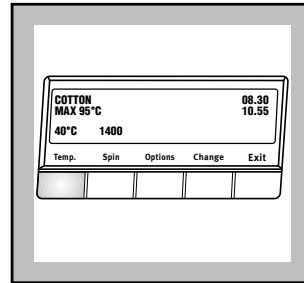 COTTON 08.30
MAX 95°C 10.55
40°C 1400
Temp. Spin Options Change Exit